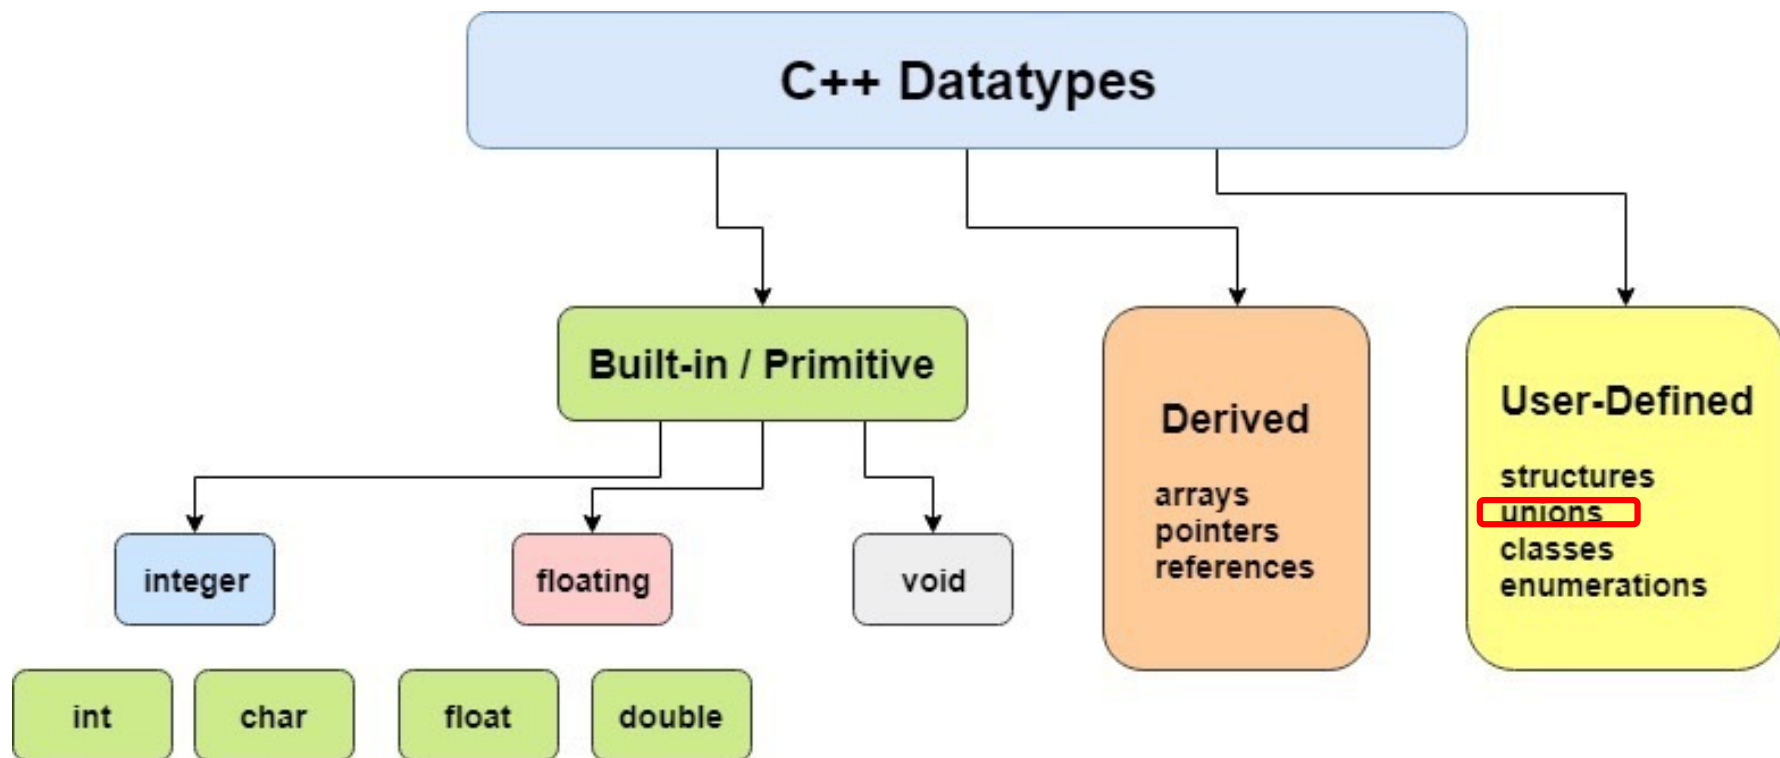 C++ Datatypes
Built-in / Primitive
Derived
arrays
pointers
references
User-Defined
structures
unions
classes
enumerations
integer
floating
void
int
char
float
double